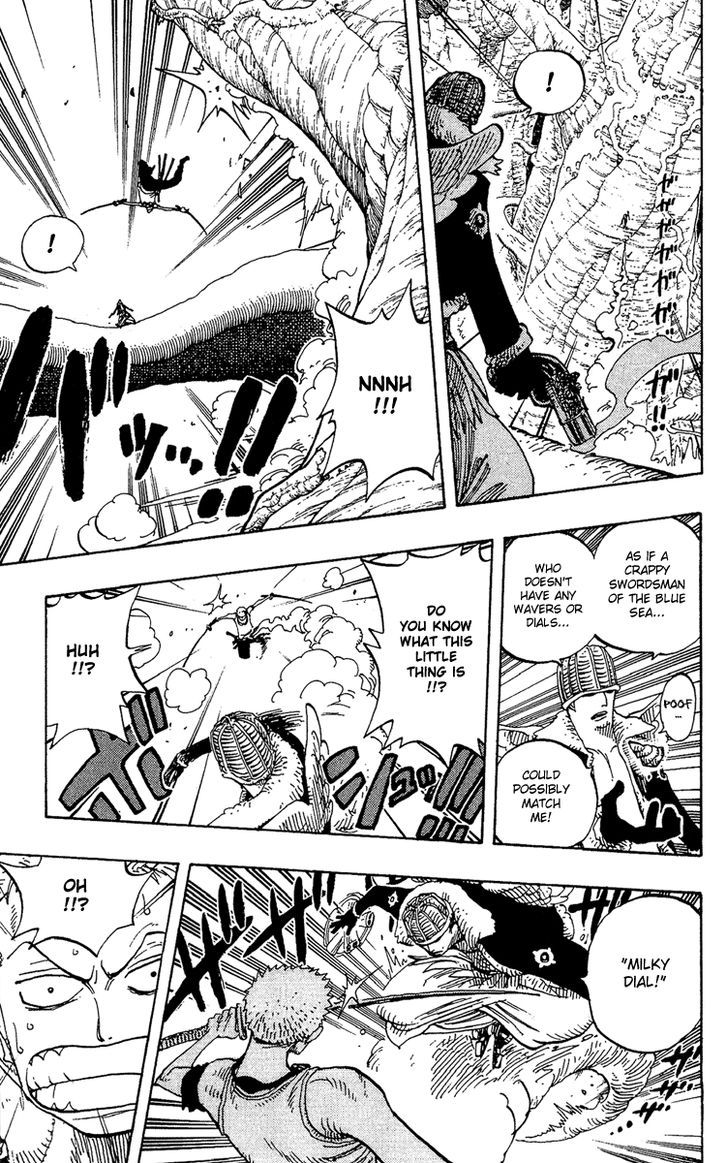 !
!
NNNH
!!!
AS IF A
CRAPPY
SWORDSMAN
OF THE BLUE
SEA...
WHO
DOESN'T
HAVE ANY
WAVERS OR
DIALS...
POOF
...
COULD
POSSIBLY
MATCH
ME!
DO
YOU KNOW
WHAT THIS
LITTLE
THING IS
!!?
HUH
!!?
"MILKY
DIAL!"
OH
!!?